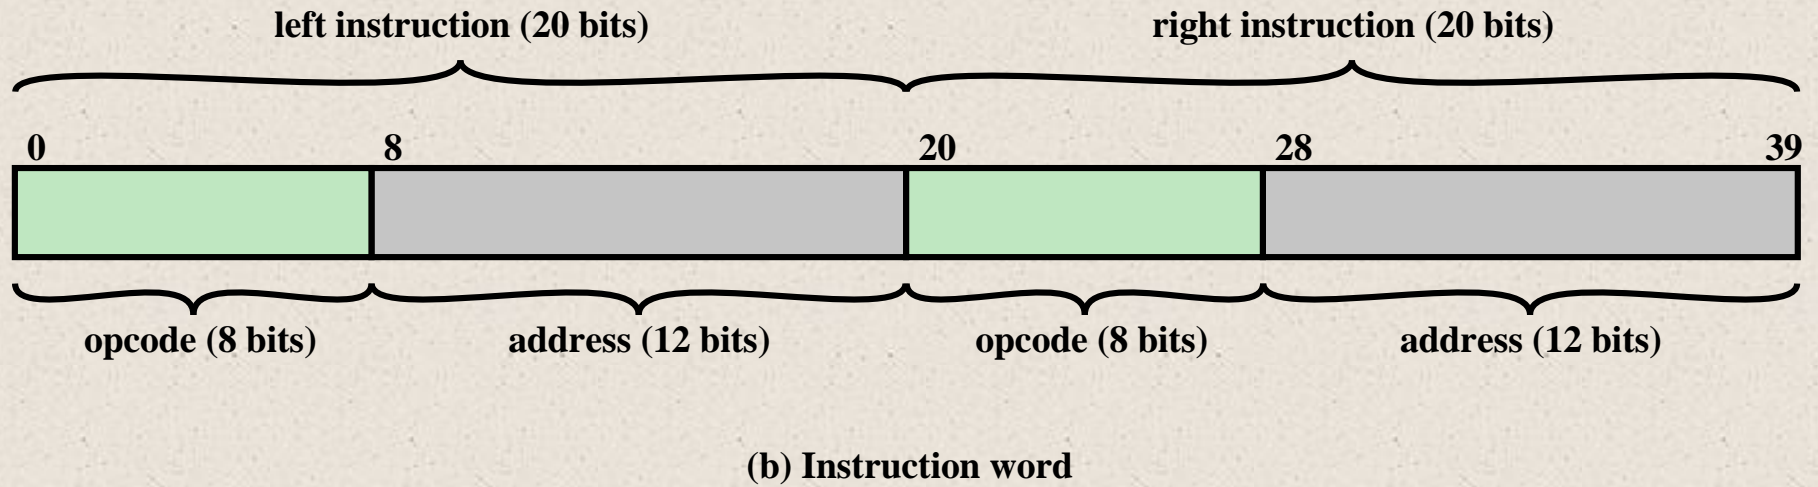 left instruction (20 bits)
right instruction (20 bits)
0
8
20
28
39
opcode (8 bits)
address (12 bits)
opcode (8 bits)
address (12 bits)
(b) Instruction word